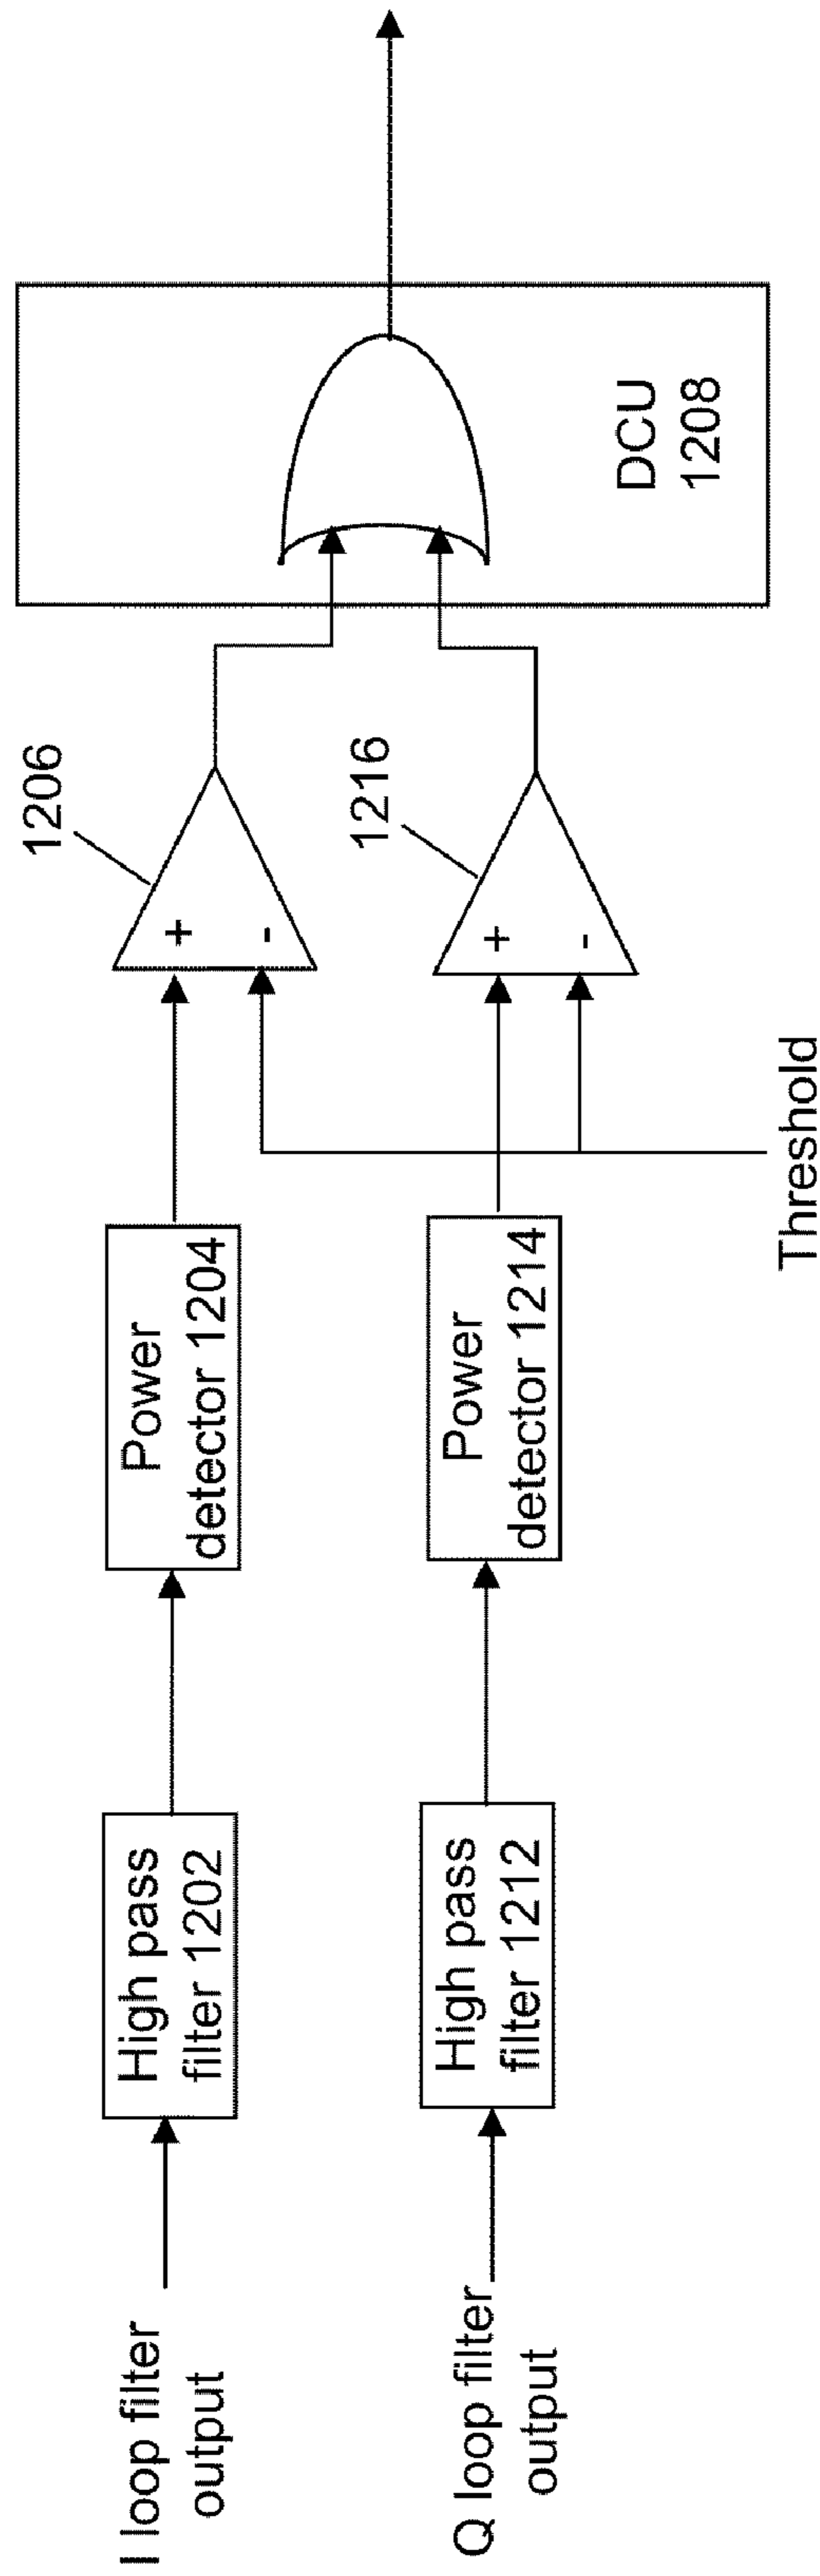 I loop filter
output
High pass
filter 1202
Power
detector 1204
+
-
1206
Q loop filter
output
High pass
filter 1212
Power
detector 1214
+
-
1216
Threshold
DCU
1208